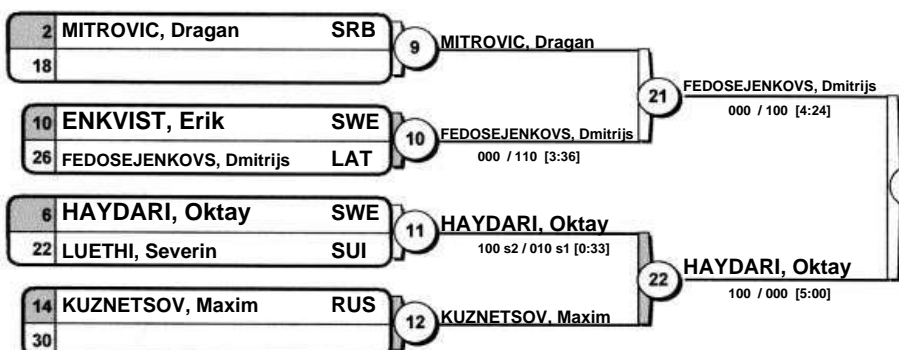 2 MITROVIC, Dragan SRB
18
9 MITROVIC, Dragan
10 ENKVIST, Erik SWE
26 FEDOSEJENKOVS, Dmitrijs LAT
10 FEDOSEJENKOVS, Dmitrijs
000 / 110 [3:36]
21 FEDOSEJENKOVS, Dmitrijs
000 / 100 [4:24]
6 HAYDARI, Oktay SWE
22 LUETHI, Severin SUI
11 HAYDARI, Oktay
100 s2 / 010 s1 [0:33]
14 KUZNETSOV, Maxim RUS
30
12 KUZNETSOV, Maxim
22 HAYDARI, Oktay
100 / 000 [5:00]